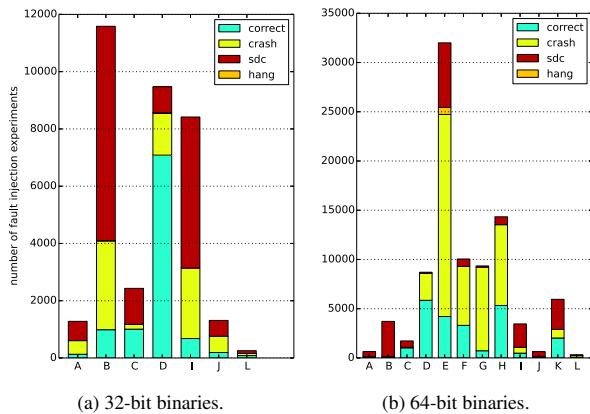 12000
10000
8000
6000
4000
2000
0
number of fault injection experiments
correct
crash
sdc
hang
A B C D I J L
(a) 32-bit binaries.
35000
30000
25000
20000
15000
10000
5000
0
correct
crash
sdc
hang
A B C D E F G H I J K L
(b) 64-bit binaries.